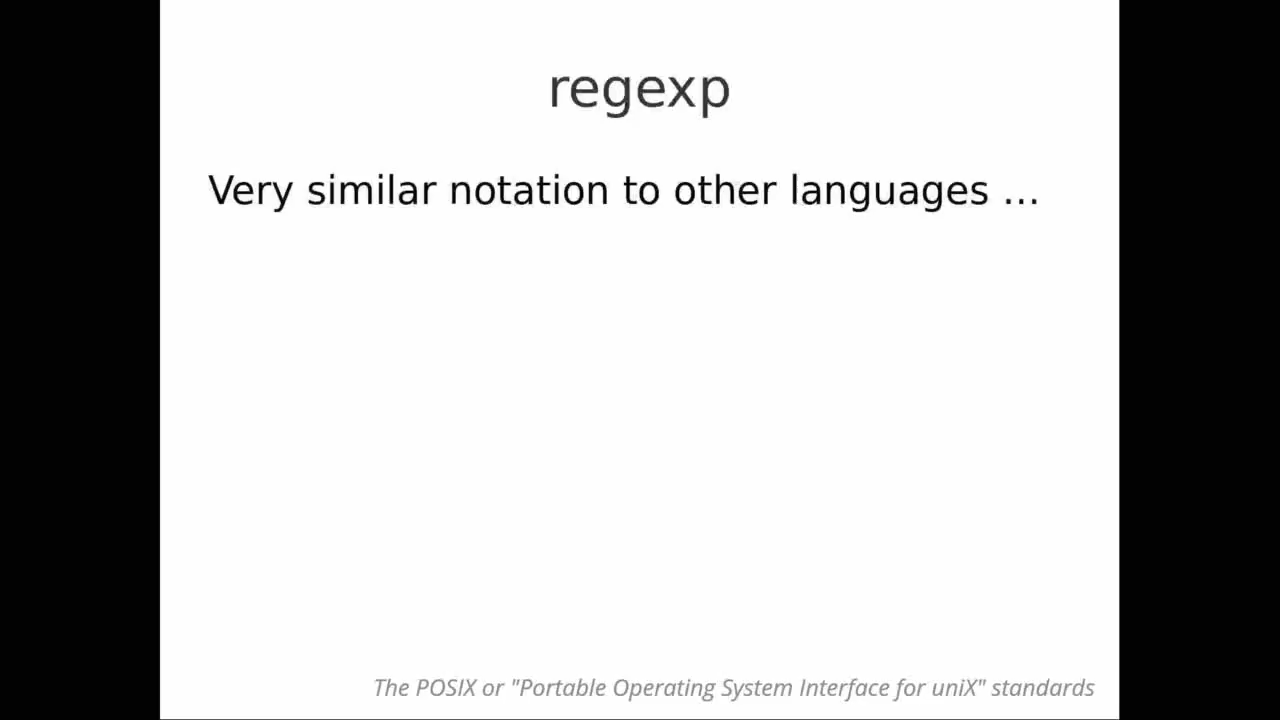 regexp
Very similar notation to other languages ...
The POSIX or "Portable Operating System Interface for uniX" standards